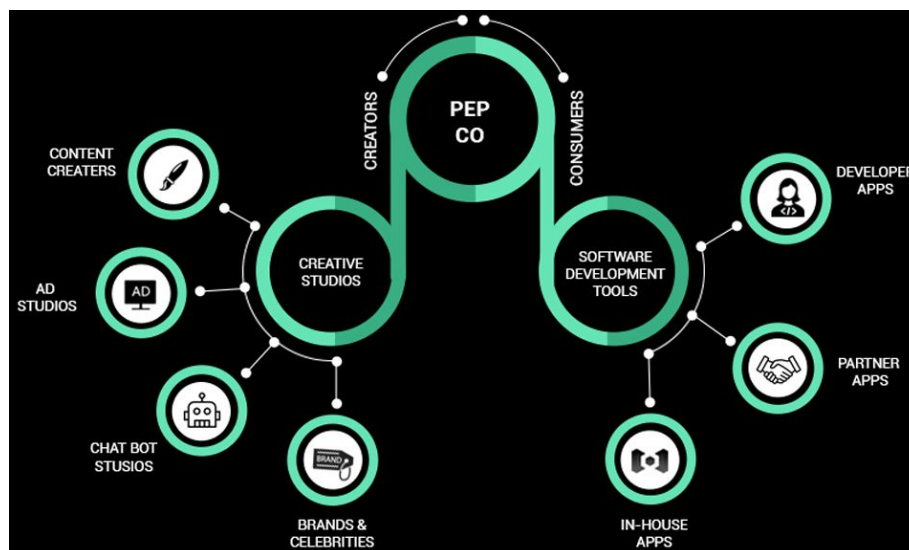 PEP
CO
CREATORS
CONSUMERS
CONTENT
CREATERS
AD
STUDIOS
AD
CHAT BOT
STUSIOS
BRAND
BRANDS &
CELEBRITIES
CREATIVE
STUDIOS
SOFTWARE
DEVELOPMENT
TOOLS
DEVELOPER
APPS
</>
PARTNER
APPS
IN-HOUSE
APPS